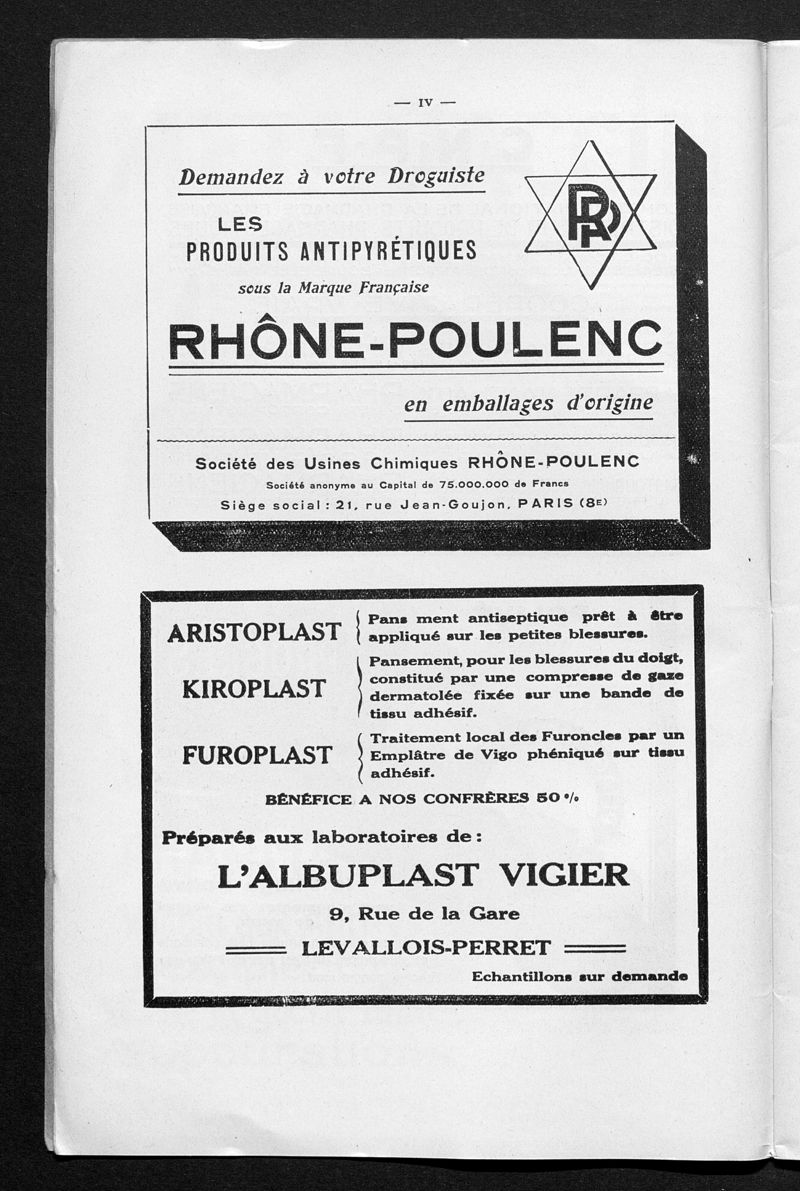 — IV —
Demandez à votre Droguiste
LES
PRODUITS ANTIPYRÉTIQUES
sous la Marque Française
RHÔNE-POULENC
en emballages d'origine
Société des Usines Chimiques RHÔNE-POULENC
Société anonyme au Capital de 75.000.000 de Francs
Siège social : 21, rue Jean-Goujon, PARIS (8E)
RP
ARISTOPLAST
Pans ment antiseptique prêt à être
appliqué sur les petites blessures.
KIROPLAST
Pansement, pour les blessures du doigt,
constitué par une compresse de gaze
dermatolée fixée sur une bande de
tissu adhésif.
FUROPLAST
Traitement local des Furoncles par un
Emplâtre de Vigo phéniqué sur tissu
adhésif.
BÉNÉFICE A NOS CONFRÈRES 50 %
Préparés aux laboratoires de :
L'ALBUPLAST VIGIER
9, Rue de la Gare
LEVALLOIS-PERRET
Echantillons sur demande